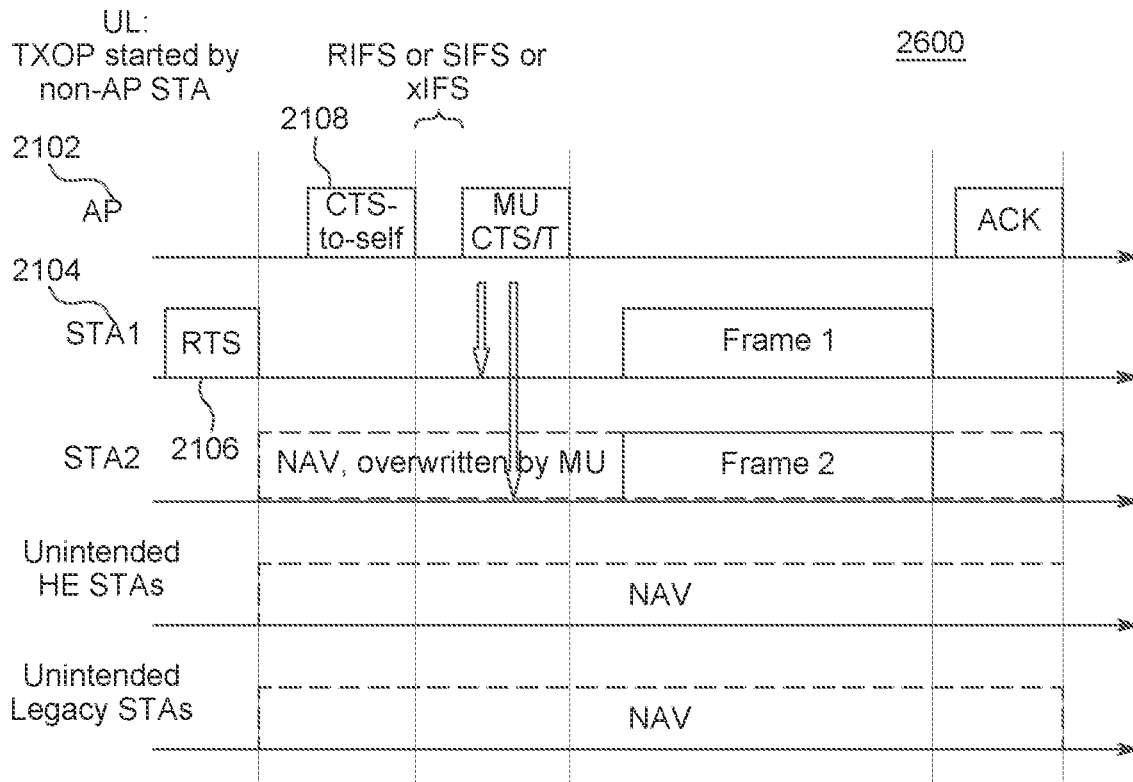 UL:
TXOP started by
non-AP STA
RIFS or SIFS or
xIFS
2600
2108
2102
AP
CTS-
to-self
MU
CTS/T
ACK
2104
STA1
RTS
Frame 1
2106
STA2
NAV, overwritten by MU
Frame 2
Unintended
HE STAs
NAV
Unintended
Legacy STAs
NAV